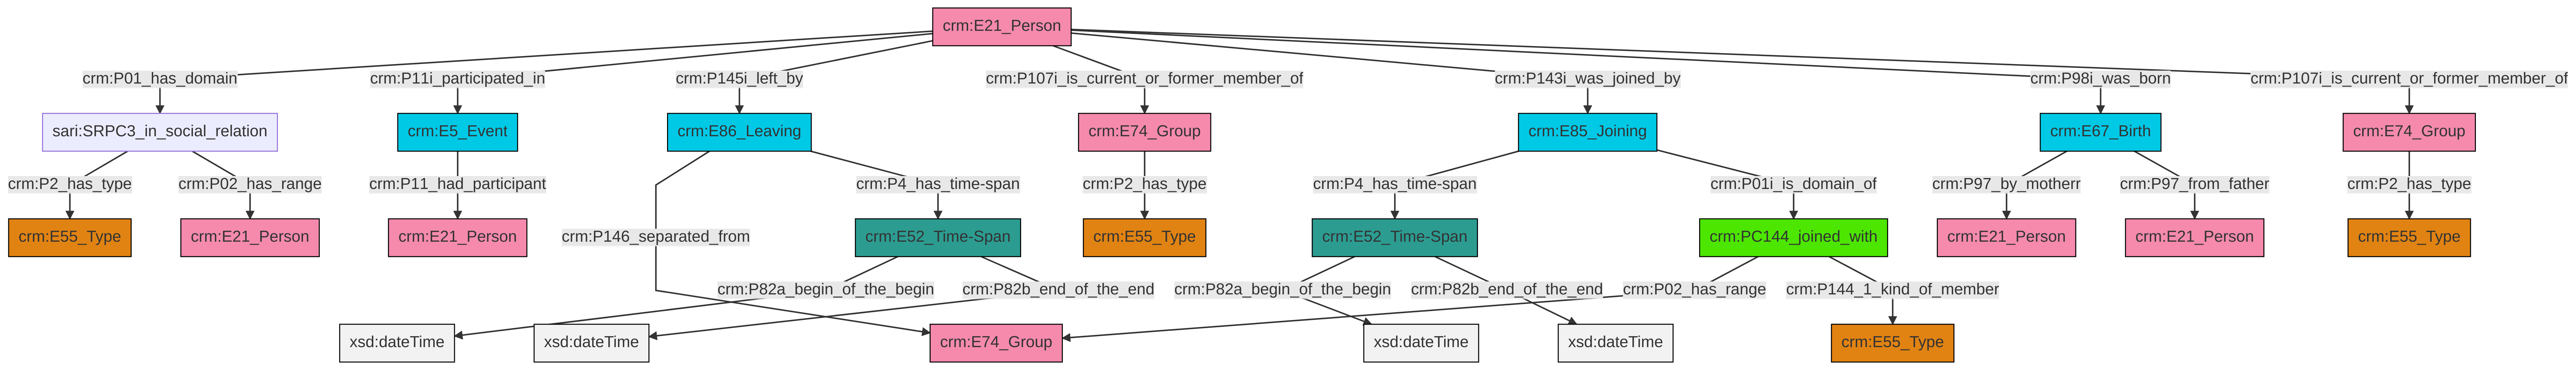 crm:E21_Person
crm:P01_has_domain
crm:P11i_participated_in
crm:P145i_left_by
crm:P107i_is_current_or_former_member_of
crm:P143i_was_joined_by
crm:P98i_was_born
crm:P107i_is_current_or_former_member_of
sari:SRPC3_in_social_relation
crm:E5_Event
crm:E86_Leaving
crm:E74_Group
crm:E85_Joining
crm:E67_Birth
crm:E74_Group
crm:P2_has_type
crm:P02_has_range
crm:P11_had_participant
crm:P4_has_time-span
crm:P2_has_type
crm:P4_has_time-span
crm:P01i_is_domain_of
crm:P97_by_motherr
crm:P97_from_father
crm:P2_has_type
crm:E55_Type
crm:E21_Person
crm:E21_Person
crm:P146_separated_from
crm:E52_Time-Span
crm:E55_Type
crm:E52_Time-Span
crm:PC144_joined_with
crm:E21_Person
crm:E21_Person
crm:E55_Type
crm:P82a_begin_of_the_begin
crm:P82b_end_of_the_end
crm:P82a_begin_of_the_begin
crm:P82b_end_of_the_end
crm:P02_has_range
crm:P144_1_kind_of_member
xsd:dateTime
xsd:dateTime
crm:E74_Group
xsd:dateTime
xsd:dateTime
crm:E55_Type